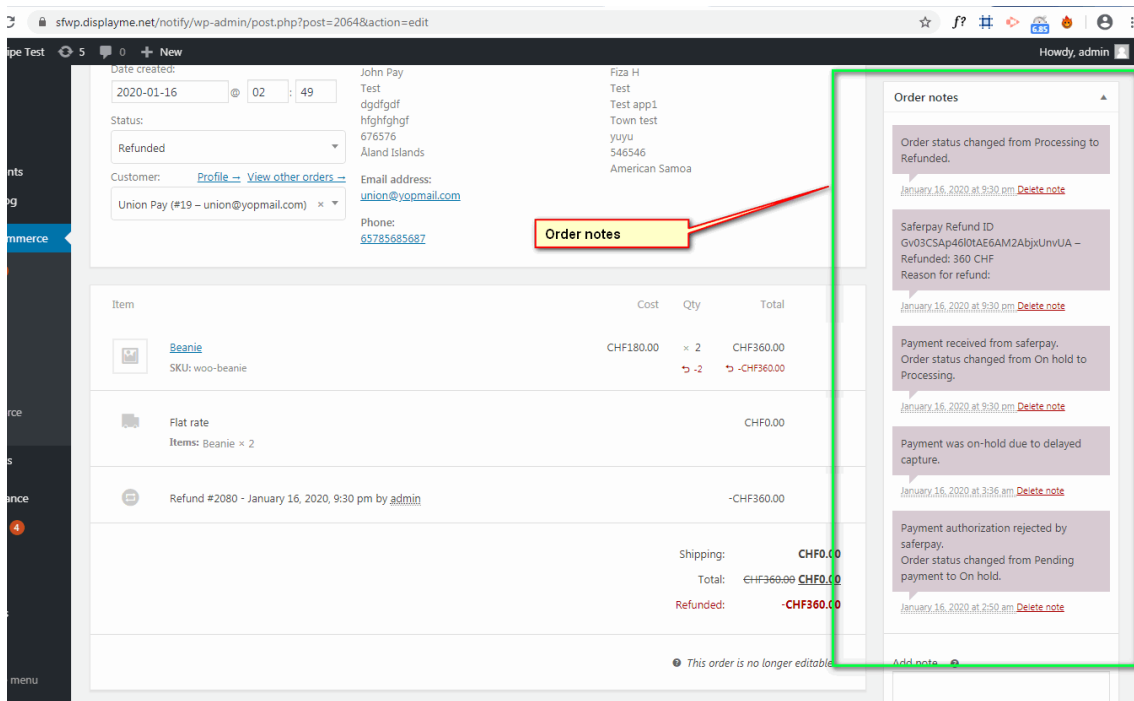 sfwp.displayme.net/notify/wp-admin/post.php?post=2064&action=edit
f?
6.85
ipe Test 5 0 + New
Howdy, admin
nts
og
mmerce
rce
s
ance
4
menu
Date created:
2020-01-16 @ 02 : 49
Status:
Refunded
Customer: Profile → View other orders →
Union Pay (#19 – union@yopmail.com) ×
John Pay
Test
dgdfgdf
hfghfghgf
676576
Åland Islands
Email address:
union@yopmail.com
Phone:
65785685687
Fiza H
Test
Test app1
Town test
yuyu
546546
American Samoa
Order notes
Item Cost Qty Total
Beanie CHF180.00 × 2 CHF360.00
SKU: woo-beanie -2 -CHF360.00
Flat rate CHF0.00
Items: Beanie × 2
Refund #2080 - January 16, 2020, 9:30 pm by admin -CHF360.00
Shipping: CHF0.00
Total: CHF360.00 CHF0.00
Refunded: -CHF360.00
This order is no longer editable
Order notes
Order status changed from Processing to
Refunded.
January 16, 2020 at 9:30 pm Delete note
Saferpay Refund ID
Gv03CSAp46l0tAE6AM2AbjxUnvUA –
Refunded: 360 CHF
Reason for refund:
January 16, 2020 at 9:30 pm Delete note
Payment received from saferpay.
Order status changed from On hold to
Processing.
January 16, 2020 at 9:30 pm Delete note
Payment was on-hold due to delayed
capture.
January 16, 2020 at 3:36 am Delete note
Payment authorization rejected by
saferpay.
Order status changed from Pending
payment to On hold.
January 16, 2020 at 2:50 am Delete note
Add note